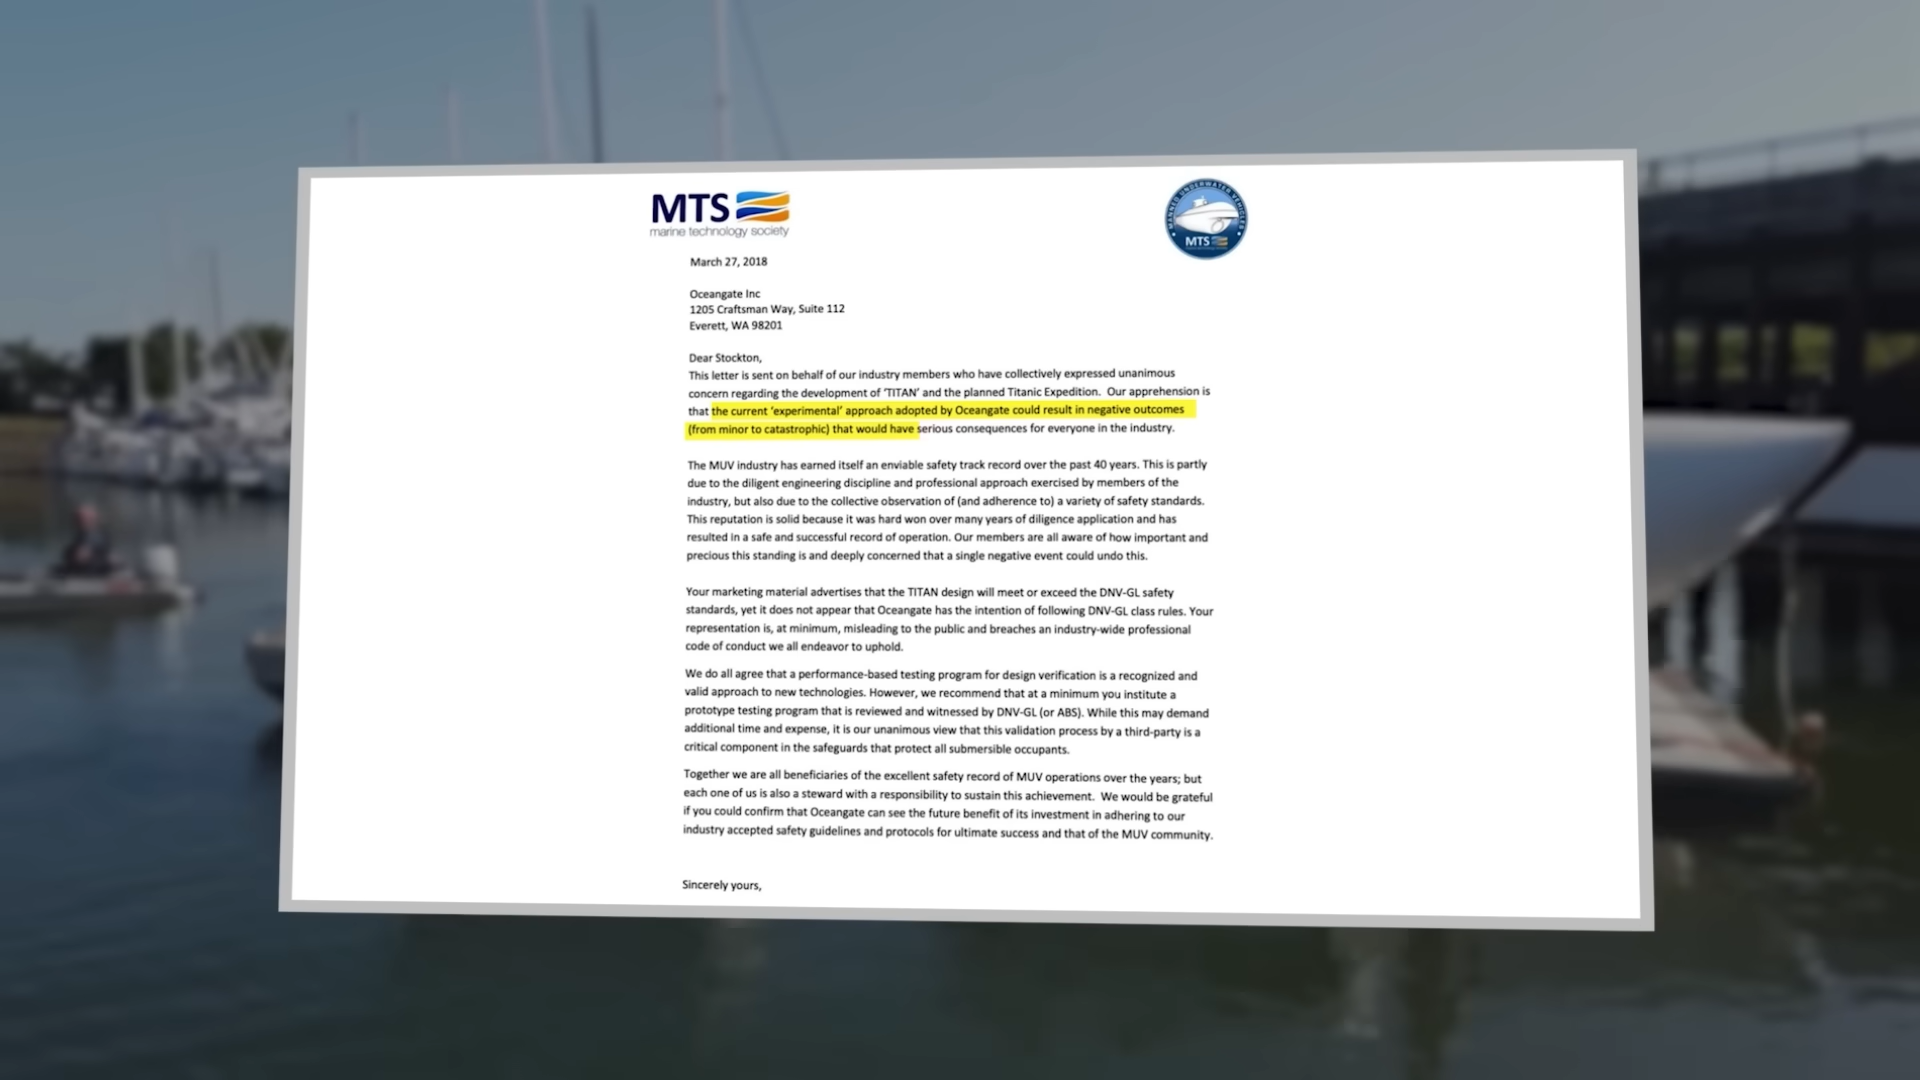 MTS
marine technology society
MANNED UNDERWATER VEHICLES
MTS
March 27, 2018
Oceangate Inc
1205 Craftsman Way, Suite 112
Everett, WA 98201
Dear Stockton,
This letter is sent on behalf of our industry members who have collectively expressed unanimous
concern regarding the development of ‘TITAN’ and the planned Titanic Expedition. Our apprehension is
that the current ‘experimental’ approach adopted by Oceangate could result in negative outcomes
(from minor to catastrophic) that would have serious consequences for everyone in the industry.
The MUV industry has earned itself an enviable safety track record over the past 40 years. This is partly
due to the diligent engineering discipline and professional approach exercised by members of the
industry, but also due to the collective observation of (and adherence to) a variety of safety standards.
This reputation is solid because it was hard won over many years of diligence application and has
resulted in a safe and successful record of operation. Our members are all aware of how important and
precious this standing is and deeply concerned that a single negative event could undo this.
Your marketing material advertises that the TITAN design will meet or exceed the DNV-GL safety
standards, yet it does not appear that Oceangate has the intention of following DNV-GL class rules. Your
representation is, at minimum, misleading to the public and breaches an industry-wide professional
code of conduct we all endeavor to uphold.
We do all agree that a performance-based testing program for design verification is a recognized and
valid approach to new technologies. However, we recommend that at a minimum you institute a
prototype testing program that is reviewed and witnessed by DNV-GL (or ABS). While this may demand
additional time and expense, it is our unanimous view that this validation process by a third-party is a
critical component in the safeguards that protect all submersible occupants.
Together we are all beneficiaries of the excellent safety record of MUV operations over the years; but
each one of us is also a steward with a responsibility to sustain this achievement. We would be grateful
if you could confirm that Oceangate can see the future benefit of its investment in adhering to our
industry accepted safety guidelines and protocols for ultimate success and that of the MUV community.
Sincerely yours,